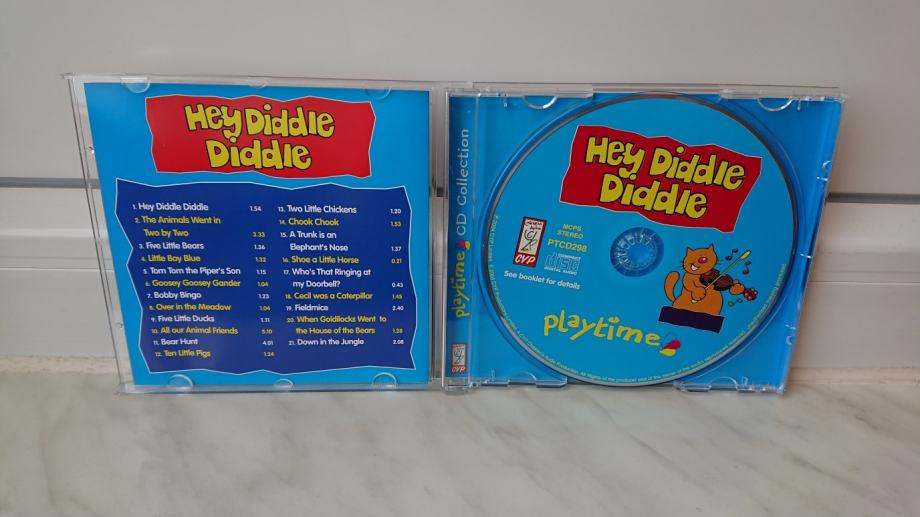 Hey Diddle
Diddle
1. Hey Diddle Diddle 1.54
2. The Animals Went in
Two by Two 3.33
3. Five Little Bears 1.36
4. Little Boy Blue 1.32
5. Tom Tom the Piper's Son 1.15
6. Goosey Goosey Gander 1.04
7. Bobby Bingo 1.23
8. Over in the Meadow 1.04
9. Five Little Ducks 1.11
10. All our Animal Friends 5.10
11. Bear Hunt 4.01
12. Ten Little Pigs 1.24
13. Two Little Chickens 1.20
14. Chook Chook 1.53
15. A Trunk is an
Elephant's Nose 1.37
16. Shoe a Little Horse 0.21
17. Who's That Ringing at
my Doorbell? 0.43
18. Cecil was a Caterpillar 1.45
19. Fieldmice 2.40
20. When Goldilocks Went to
the House of the Bears 1.28
21. Down in the Jungle 2.08
playtime CD Collection
CYP
Hey Diddle
Diddle
MCPS
STEREO
PTCD298
CYP
COMPACT
disc
DIGITAL AUDIO
See booklet for details
playtime